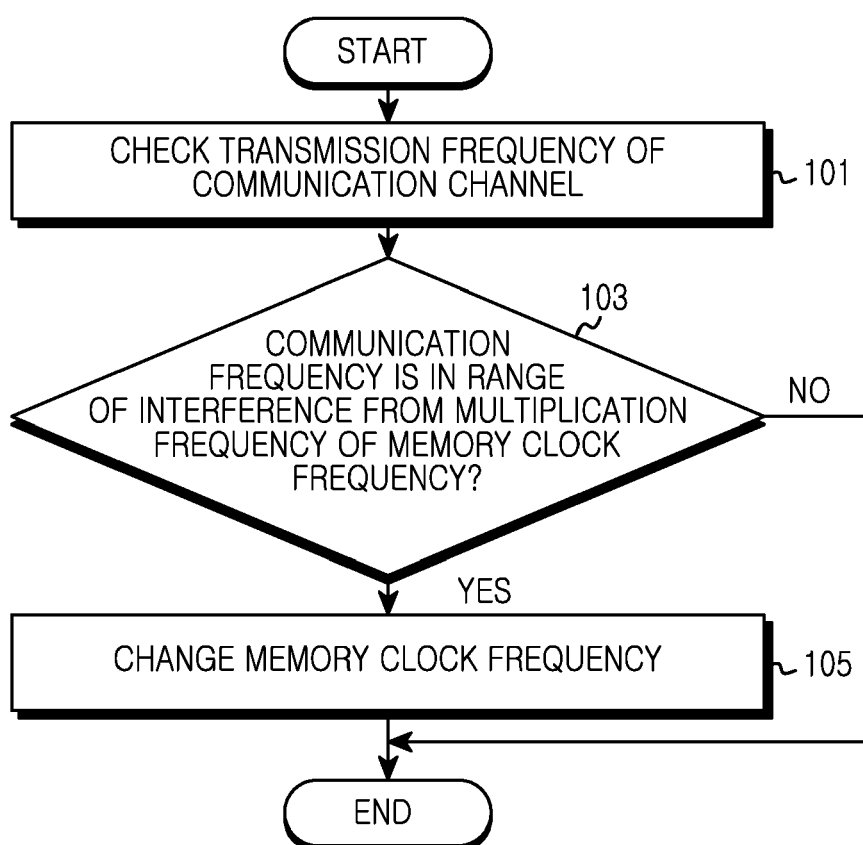 START
CHECK TRANSMISSION FREQUENCY OF
COMMUNICATION CHANNEL
101
103
COMMUNICATION
FREQUENCY IS IN RANGE
OF INTERFERENCE FROM MULTIPLICATION
FREQUENCY OF MEMORY CLOCK
FREQUENCY?
NO
YES
CHANGE MEMORY CLOCK FREQUENCY
105
END